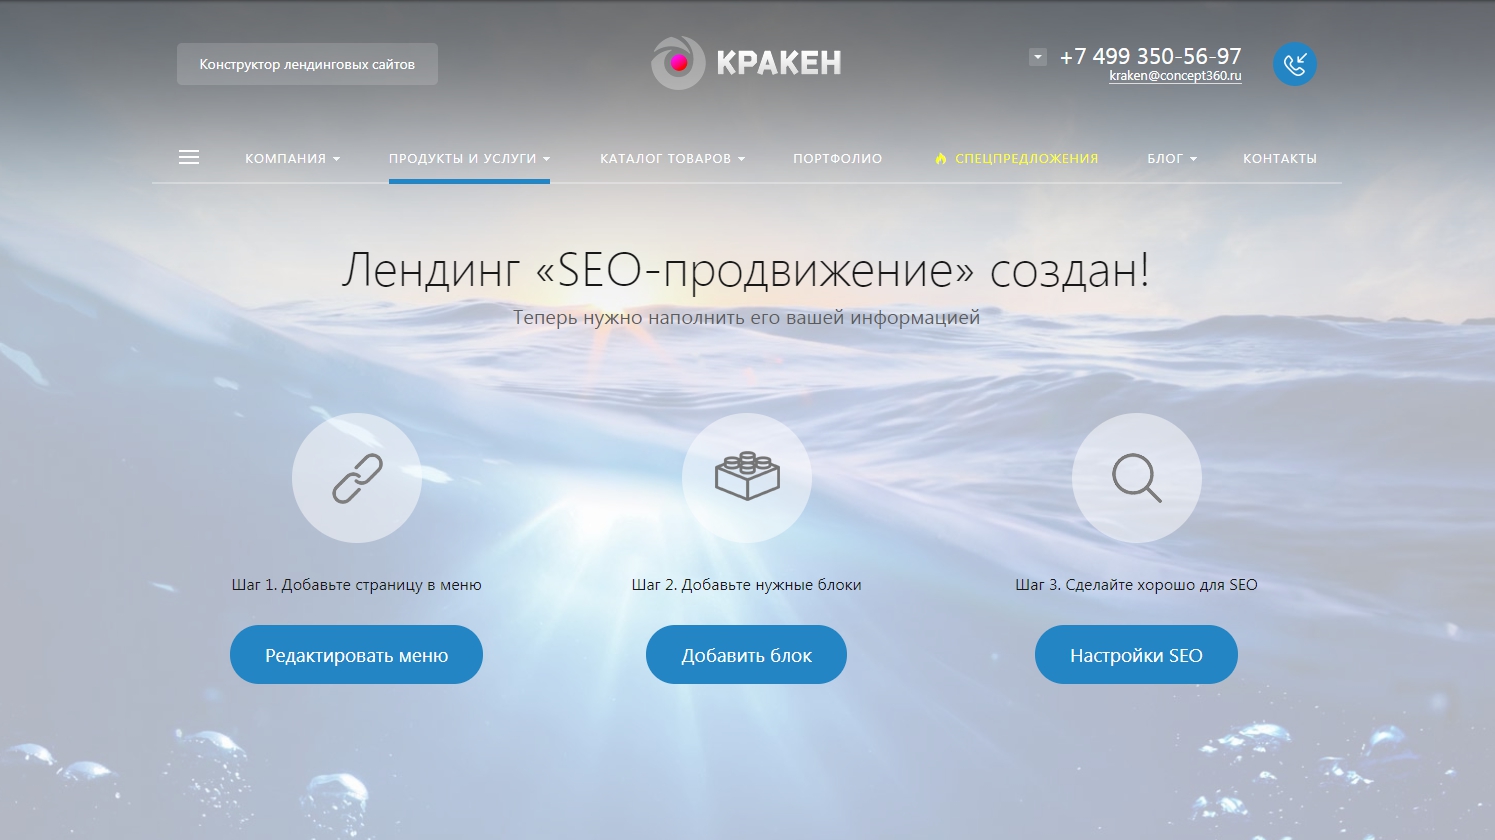 Конструктор лендинговых сайтов
КРАКЕН
+7 499 350-56-97
kraken@concept360.ru
КОМПАНИЯ
ПРОДУКТЫ И УСЛУГИ
КАТАЛОГ ТОВАРОВ
ПОРТФОЛИО
СПЕЦПРЕДЛОЖЕНИЯ
БЛОГ
КОНТАКТЫ
Лендинг «SEO-продвижение» создан!
Теперь нужно наполнить его вашей информацией
Шаг 1. Добавьте страницу в меню
Шаг 2. Добавьте нужные блоки
Шаг 3. Сделайте хорошо для SEO
Редактировать меню
Добавить блок
Настройки SEO